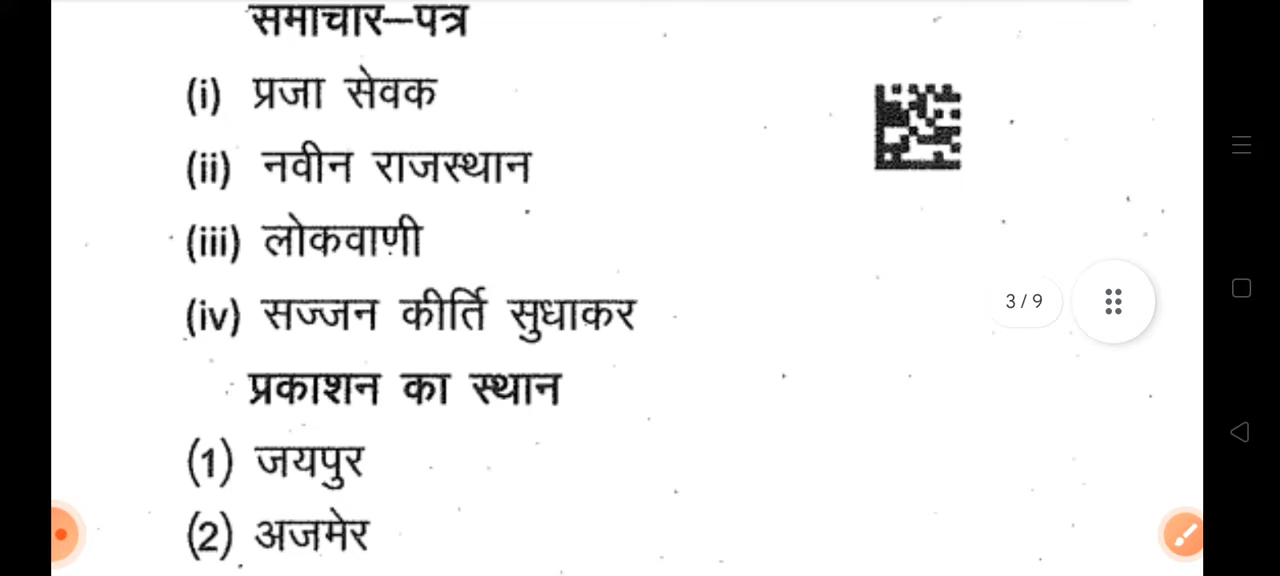 समाचार–पत्र
(i) प्रजा सेवक
(ii) नवीन राजस्थान
(iii) लोकवाणी
(iv) सज्जन कीर्ति सुधाकर
3 / 9
प्रकाशन का स्थान
(1) जयपुर
(2) अजमेर